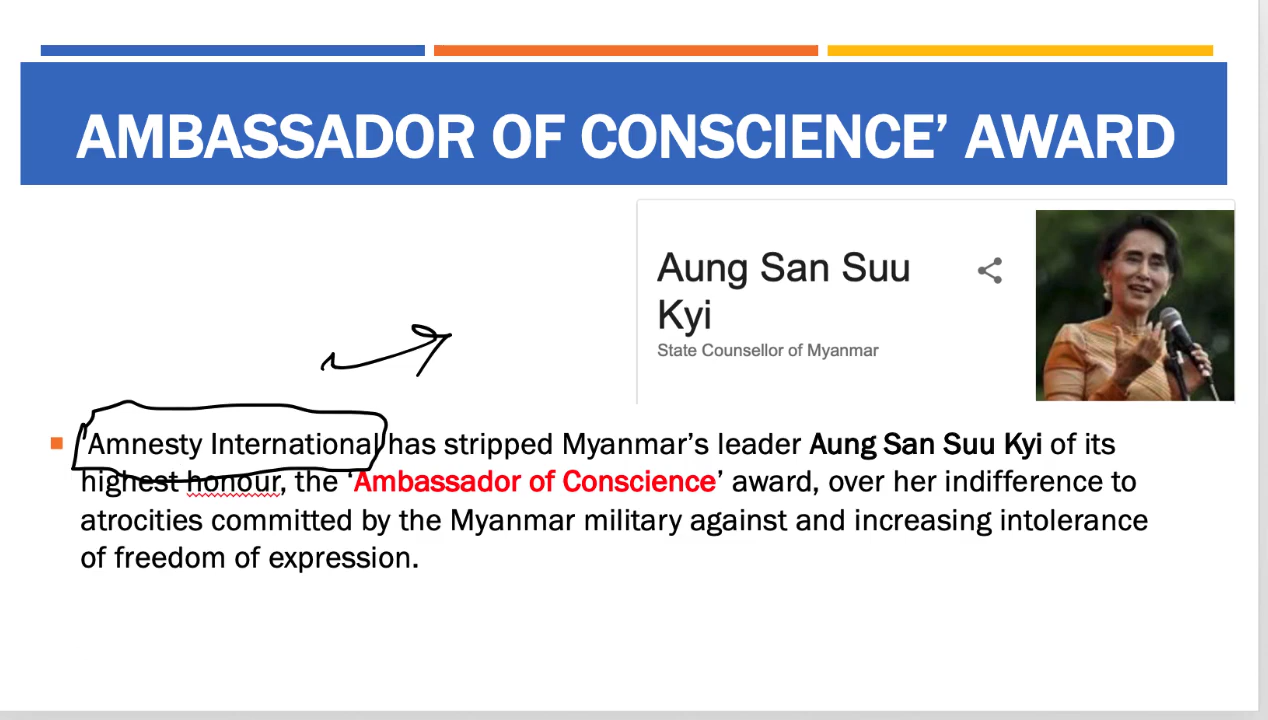 AMBASSADOR OF CONSCIENCE’ AWARD
Aung San Suu
Kyi
State Counsellor of Myanmar
'Amnesty International has stripped Myanmar’s leader Aung San Suu Kyi of its
highest honour, the ‘Ambassador of Conscience’ award, over her indifference to
atrocities committed by the Myanmar military against and increasing intolerance
of freedom of expression.